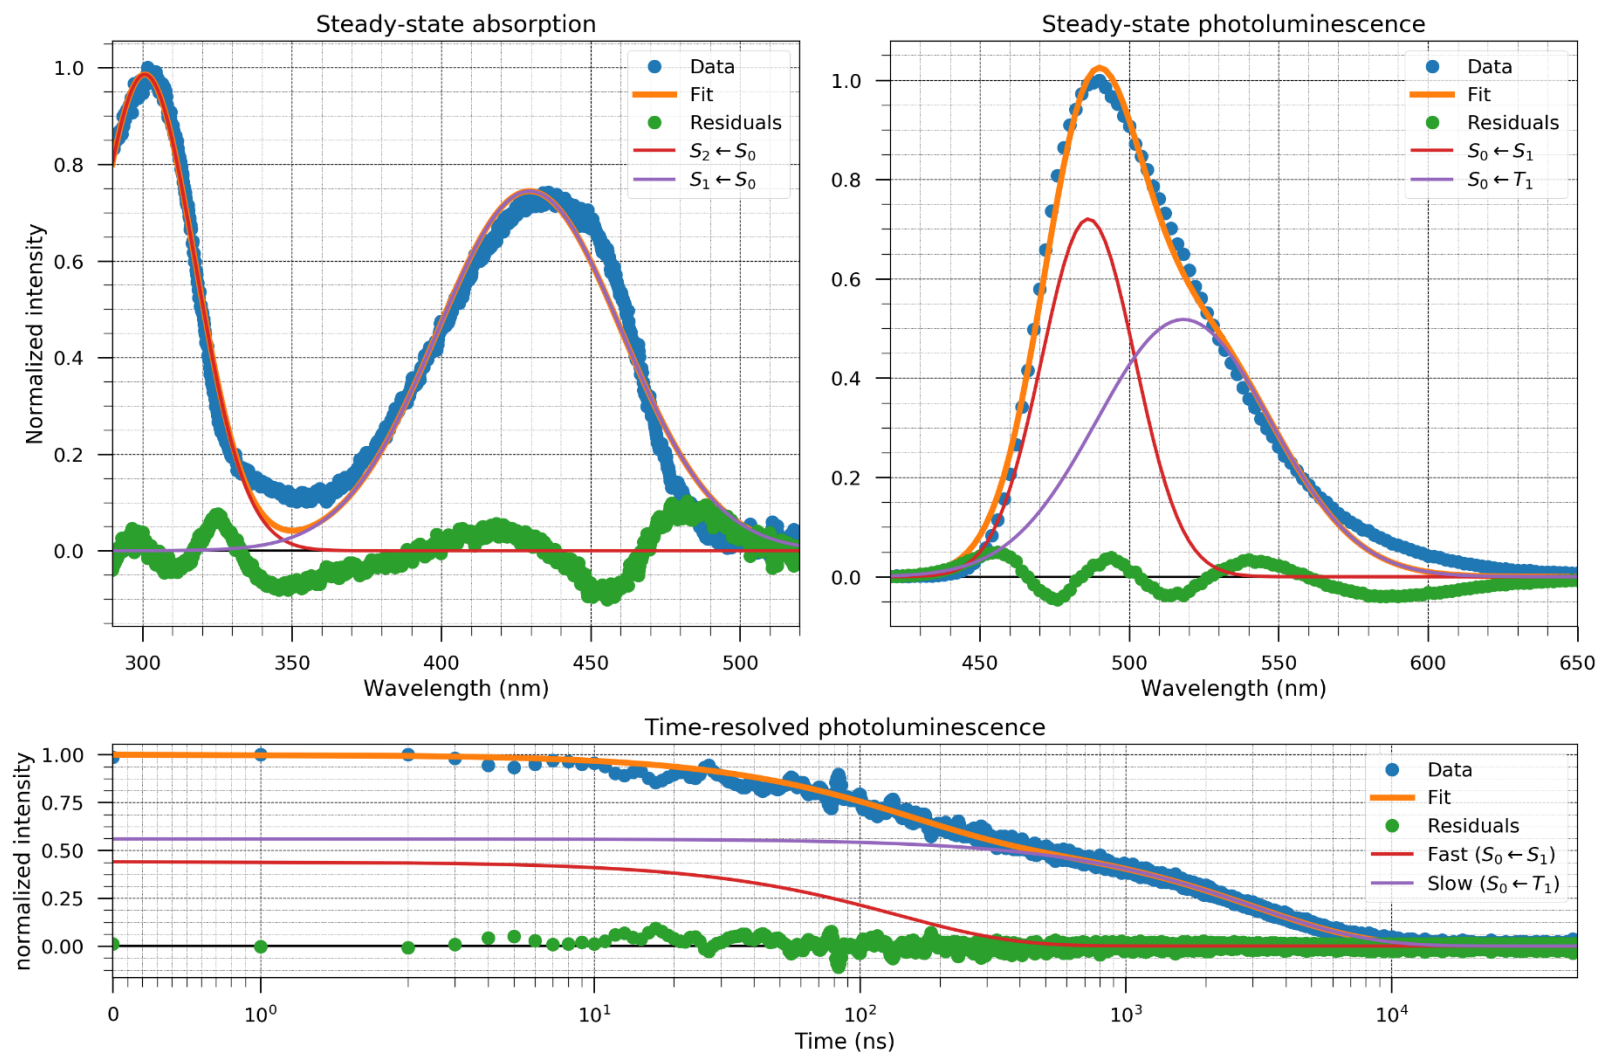 Steady-state absorption
Normalized intensity
1.0
0.8
0.6
0.4
0.2
0.0
Data
Fit
Residuals
S₂ ← S₀
S₁ ← S₀
300 350 400 450 500
Wavelength (nm)
Steady-state photoluminescence
1.0
0.8
0.6
0.4
0.2
0.0
Data
Fit
Residuals
S₀ ← S₁
S₀ ← T₁
450 500 550 600 650
Wavelength (nm)
Time-resolved photoluminescence
normalized intensity
1.00
0.75
0.50
0.25
0.00
Data
Fit
Residuals
Fast (S₀ ← S₁)
Slow (S₀ ← T₁)
0 10⁰ 10¹ 10² 10³ 10⁴
Time (ns)